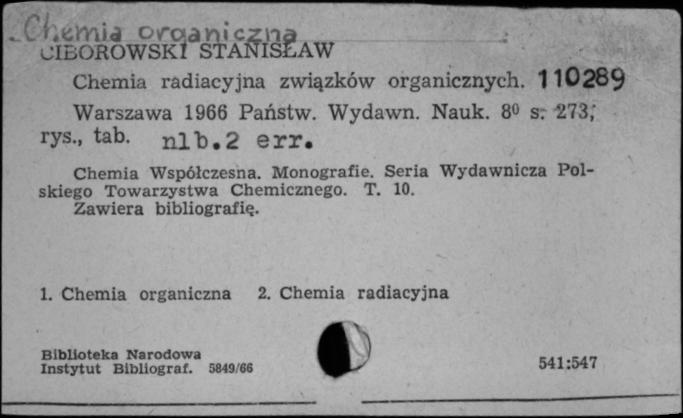 Chemia organiczna
CIBOROWSKI STANISŁAW
Chemia radiacyjna związków organicznych. 110289
Warszawa 1966 Państw. Wydawn. Nauk. 8⁰ s. 273,
rys., tab. nlb.2 err.
Chemia Współczesna. Monografie. Seria Wydawnicza Pol-
skiego Towarzystwa Chemicznego. T. 10.
Zawiera bibliografię.
1. Chemia organiczna 2. Chemia radiacyjna
Biblioteka Narodowa
Instytut Bibliograf. 5849/66
541:547